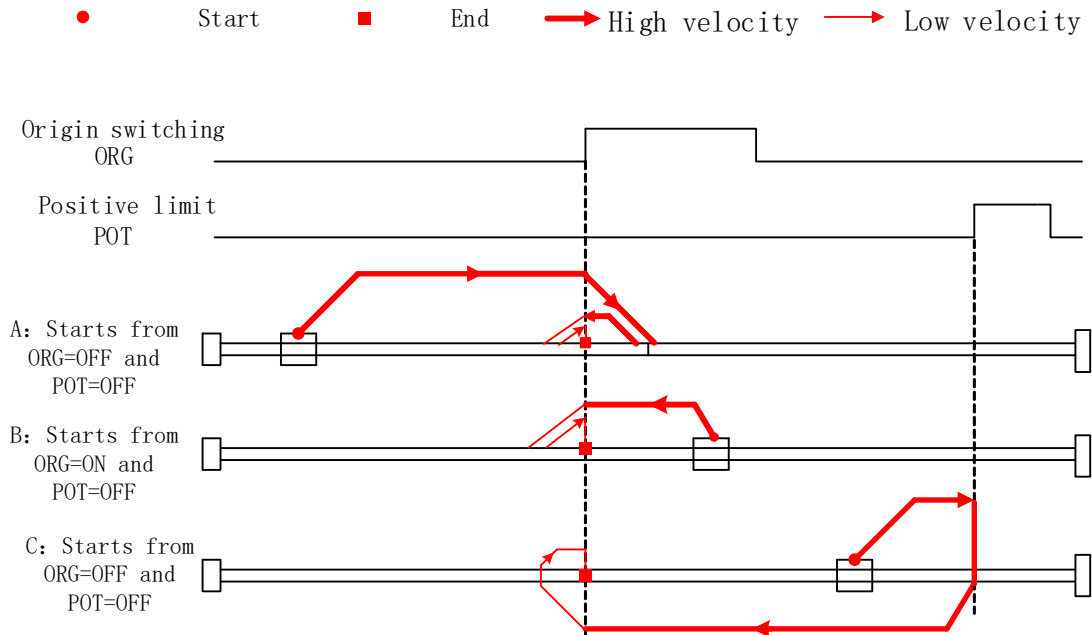 Start End High velocity Low velocity
Origin switching
ORG
Positive limit
POT
A: Starts from
ORG=OFF and
POT=OFF
B: Starts from
ORG=ON and
POT=OFF
C: Starts from
ORG=OFF and
POT=OFF